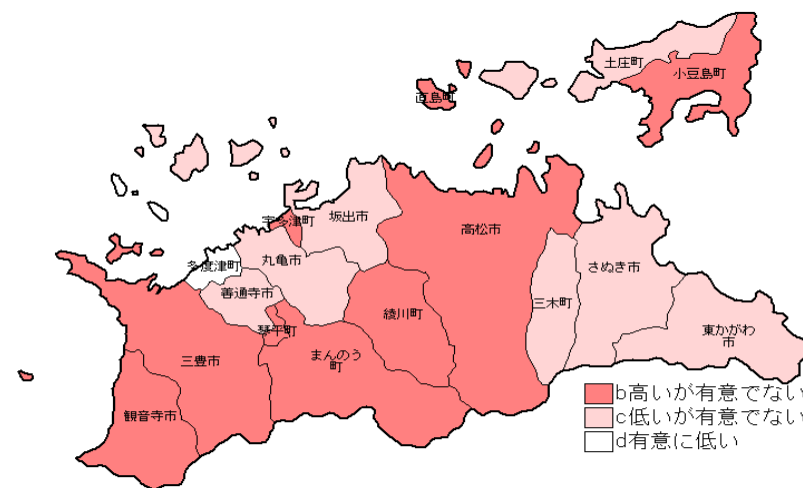 土庄町
小豆島町
直島町
宇多津町
坂出市
高松市
多度津町
丸亀市
さぬき市
善通寺市
三木町
綾川町
琴平町
東かがわ
市
まんのう
町
三豊市
観音寺市
b高いが有意でない
c低いが有意でない
d有意に低い